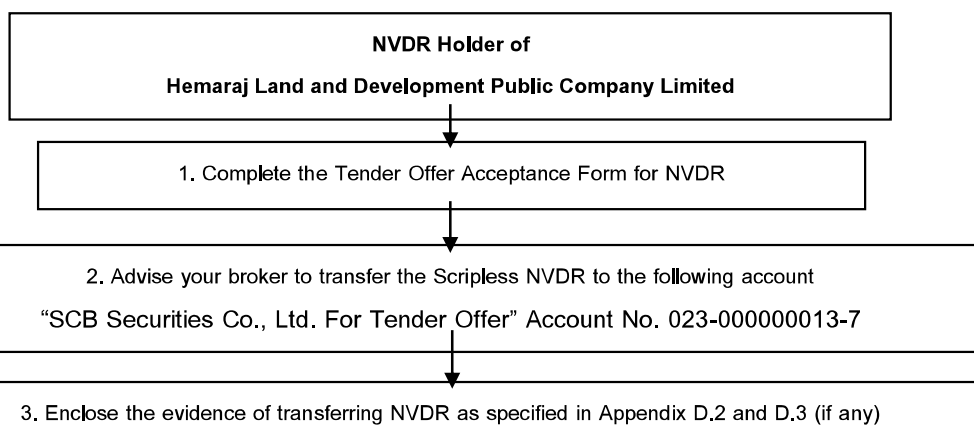 NVDR Holder of
Hemaraj Land and Development Public Company Limited
1. Complete the Tender Offer Acceptance Form for NVDR
2. Advise your broker to transfer the Scripless NVDR to the following account
“SCB Securities Co., Ltd. For Tender Offer” Account No. 023-000000013-7
3. Enclose the evidence of transferring NVDR as specified in Appendix D.2 and D.3 (if any)